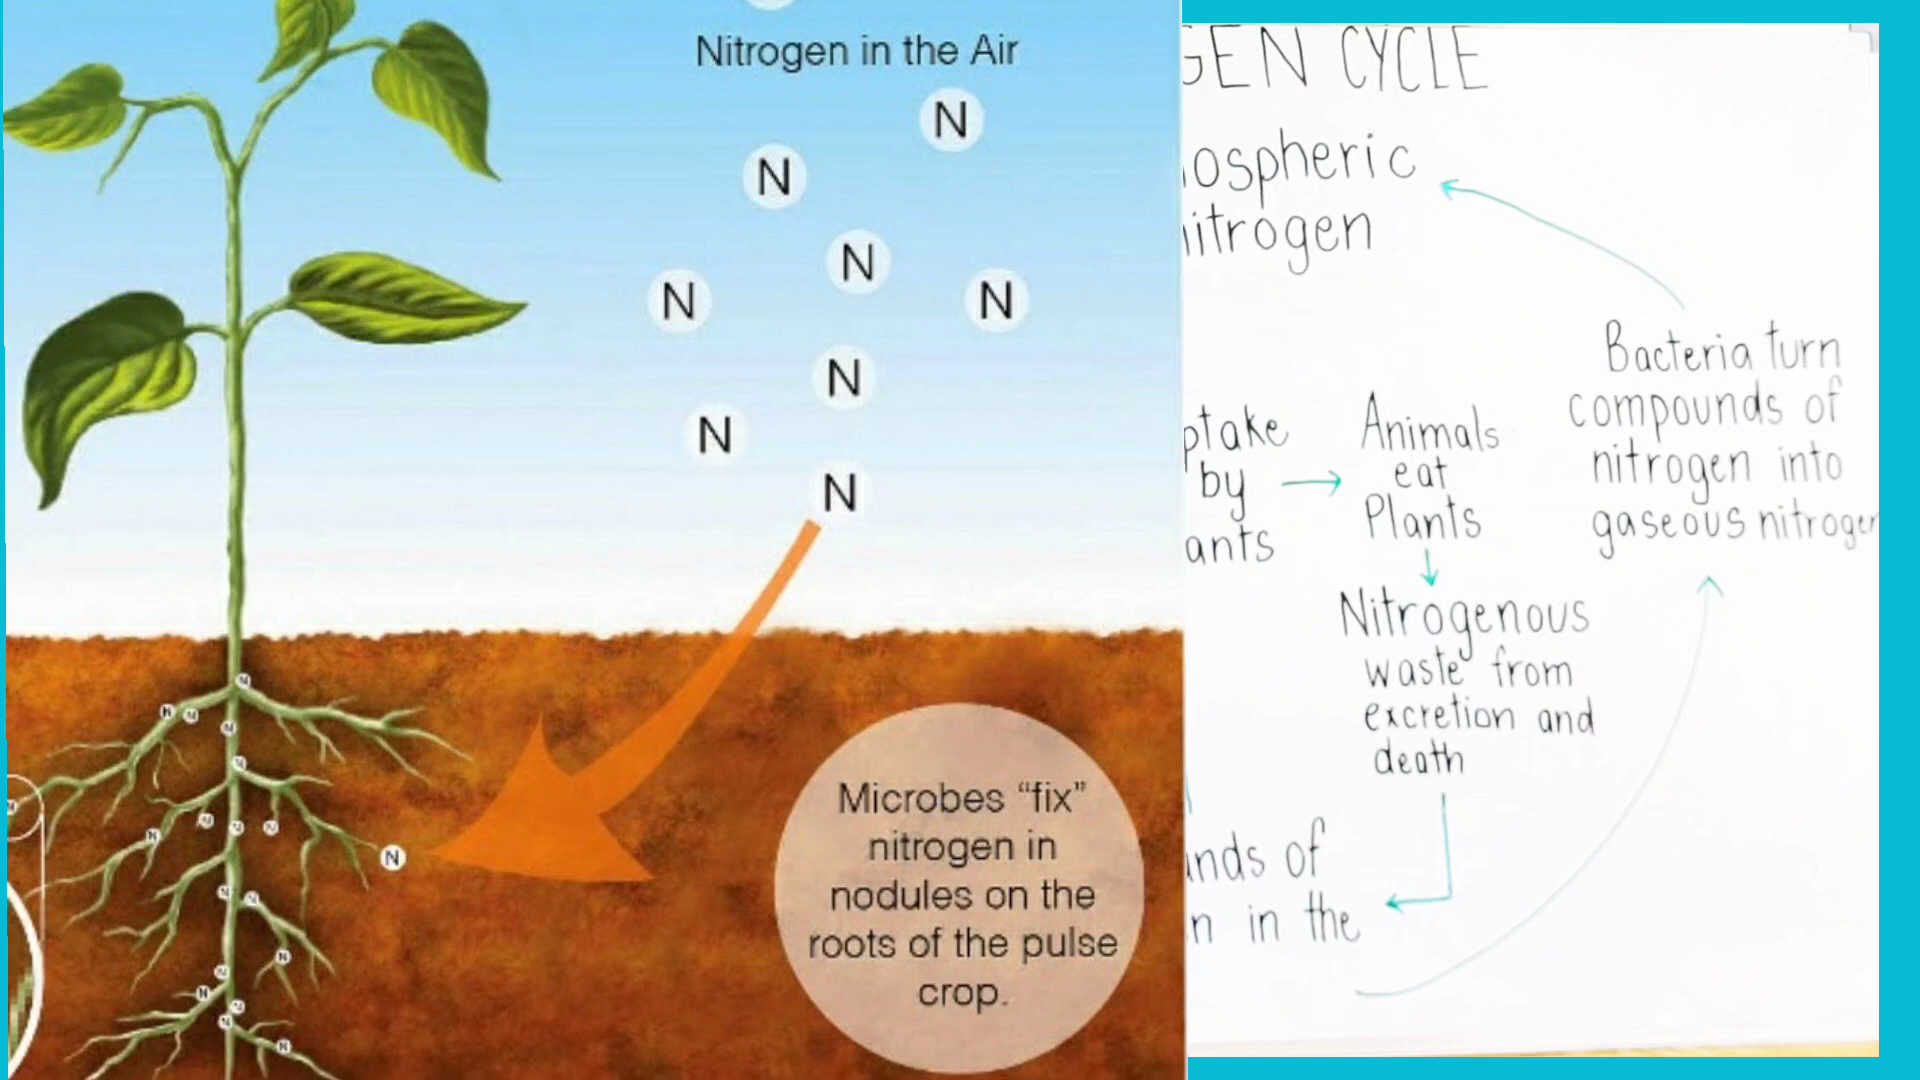 Nitrogen in the Air
N
N
N
N
N
N
N
N
N
Microbes “fix”
nitrogen in
nodules on the
roots of the pulse
crop.
GEN CYCLE
ospheric
nitrogen
ptake
by
ants
Animals
eat
Plants
Bacteria turn
compounds of
nitrogen into
gaseous nitrogen
Nitrogenous
waste from
excretion and
death
unds of
n in the